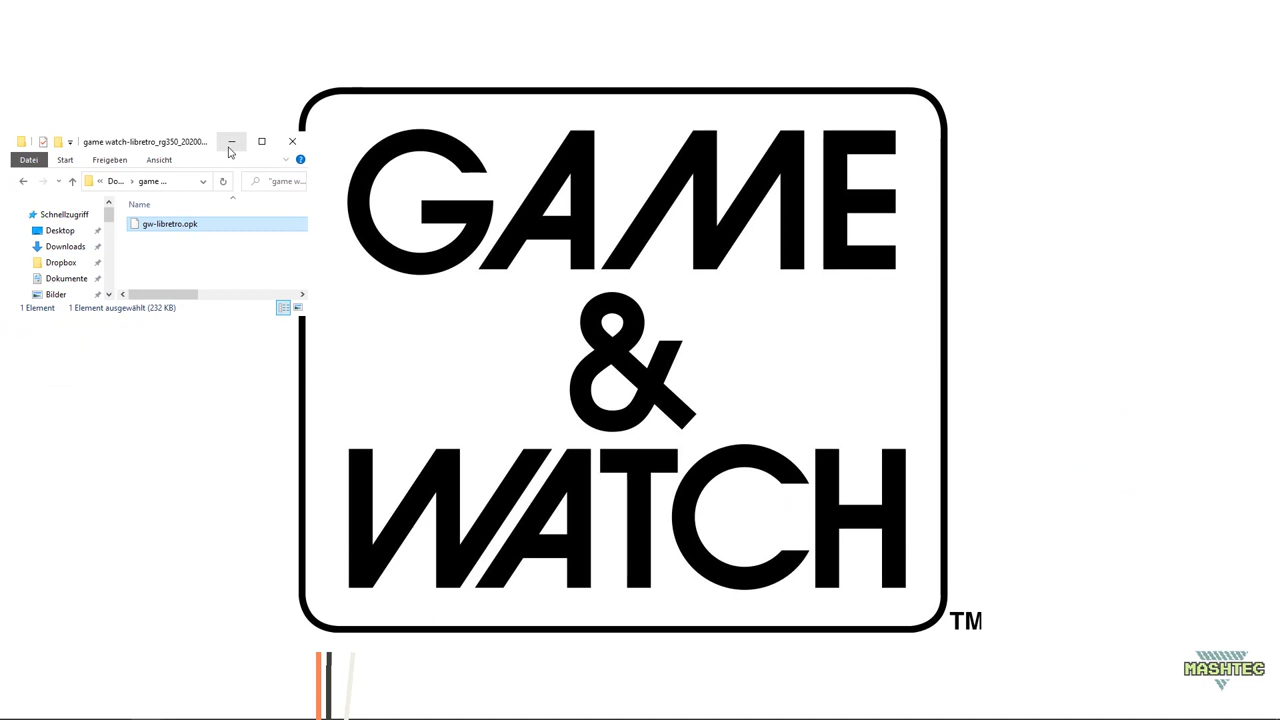 game watch-libretro_rg350_20200...
Datei Start Freigeben Ansicht
« Do... › game ... "game w...
Name
Schnellzugriff
gw-libretro.opk
Desktop
Downloads
Dropbox
Dokumente
Bilder
1 Element 1 Element ausgewählt (232 KB)
GAME
&
WATCH
TM
MASHTEC